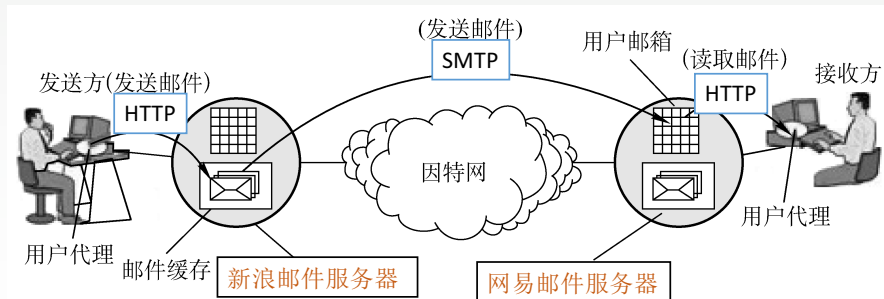 (发送邮件)
SMTP
用户邮箱
(读取邮件)
HTTP
接收方
发送方(发送邮件)
HTTP
因特网
用户代理
邮件缓存
新浪邮件服务器
网易邮件服务器
用户代理